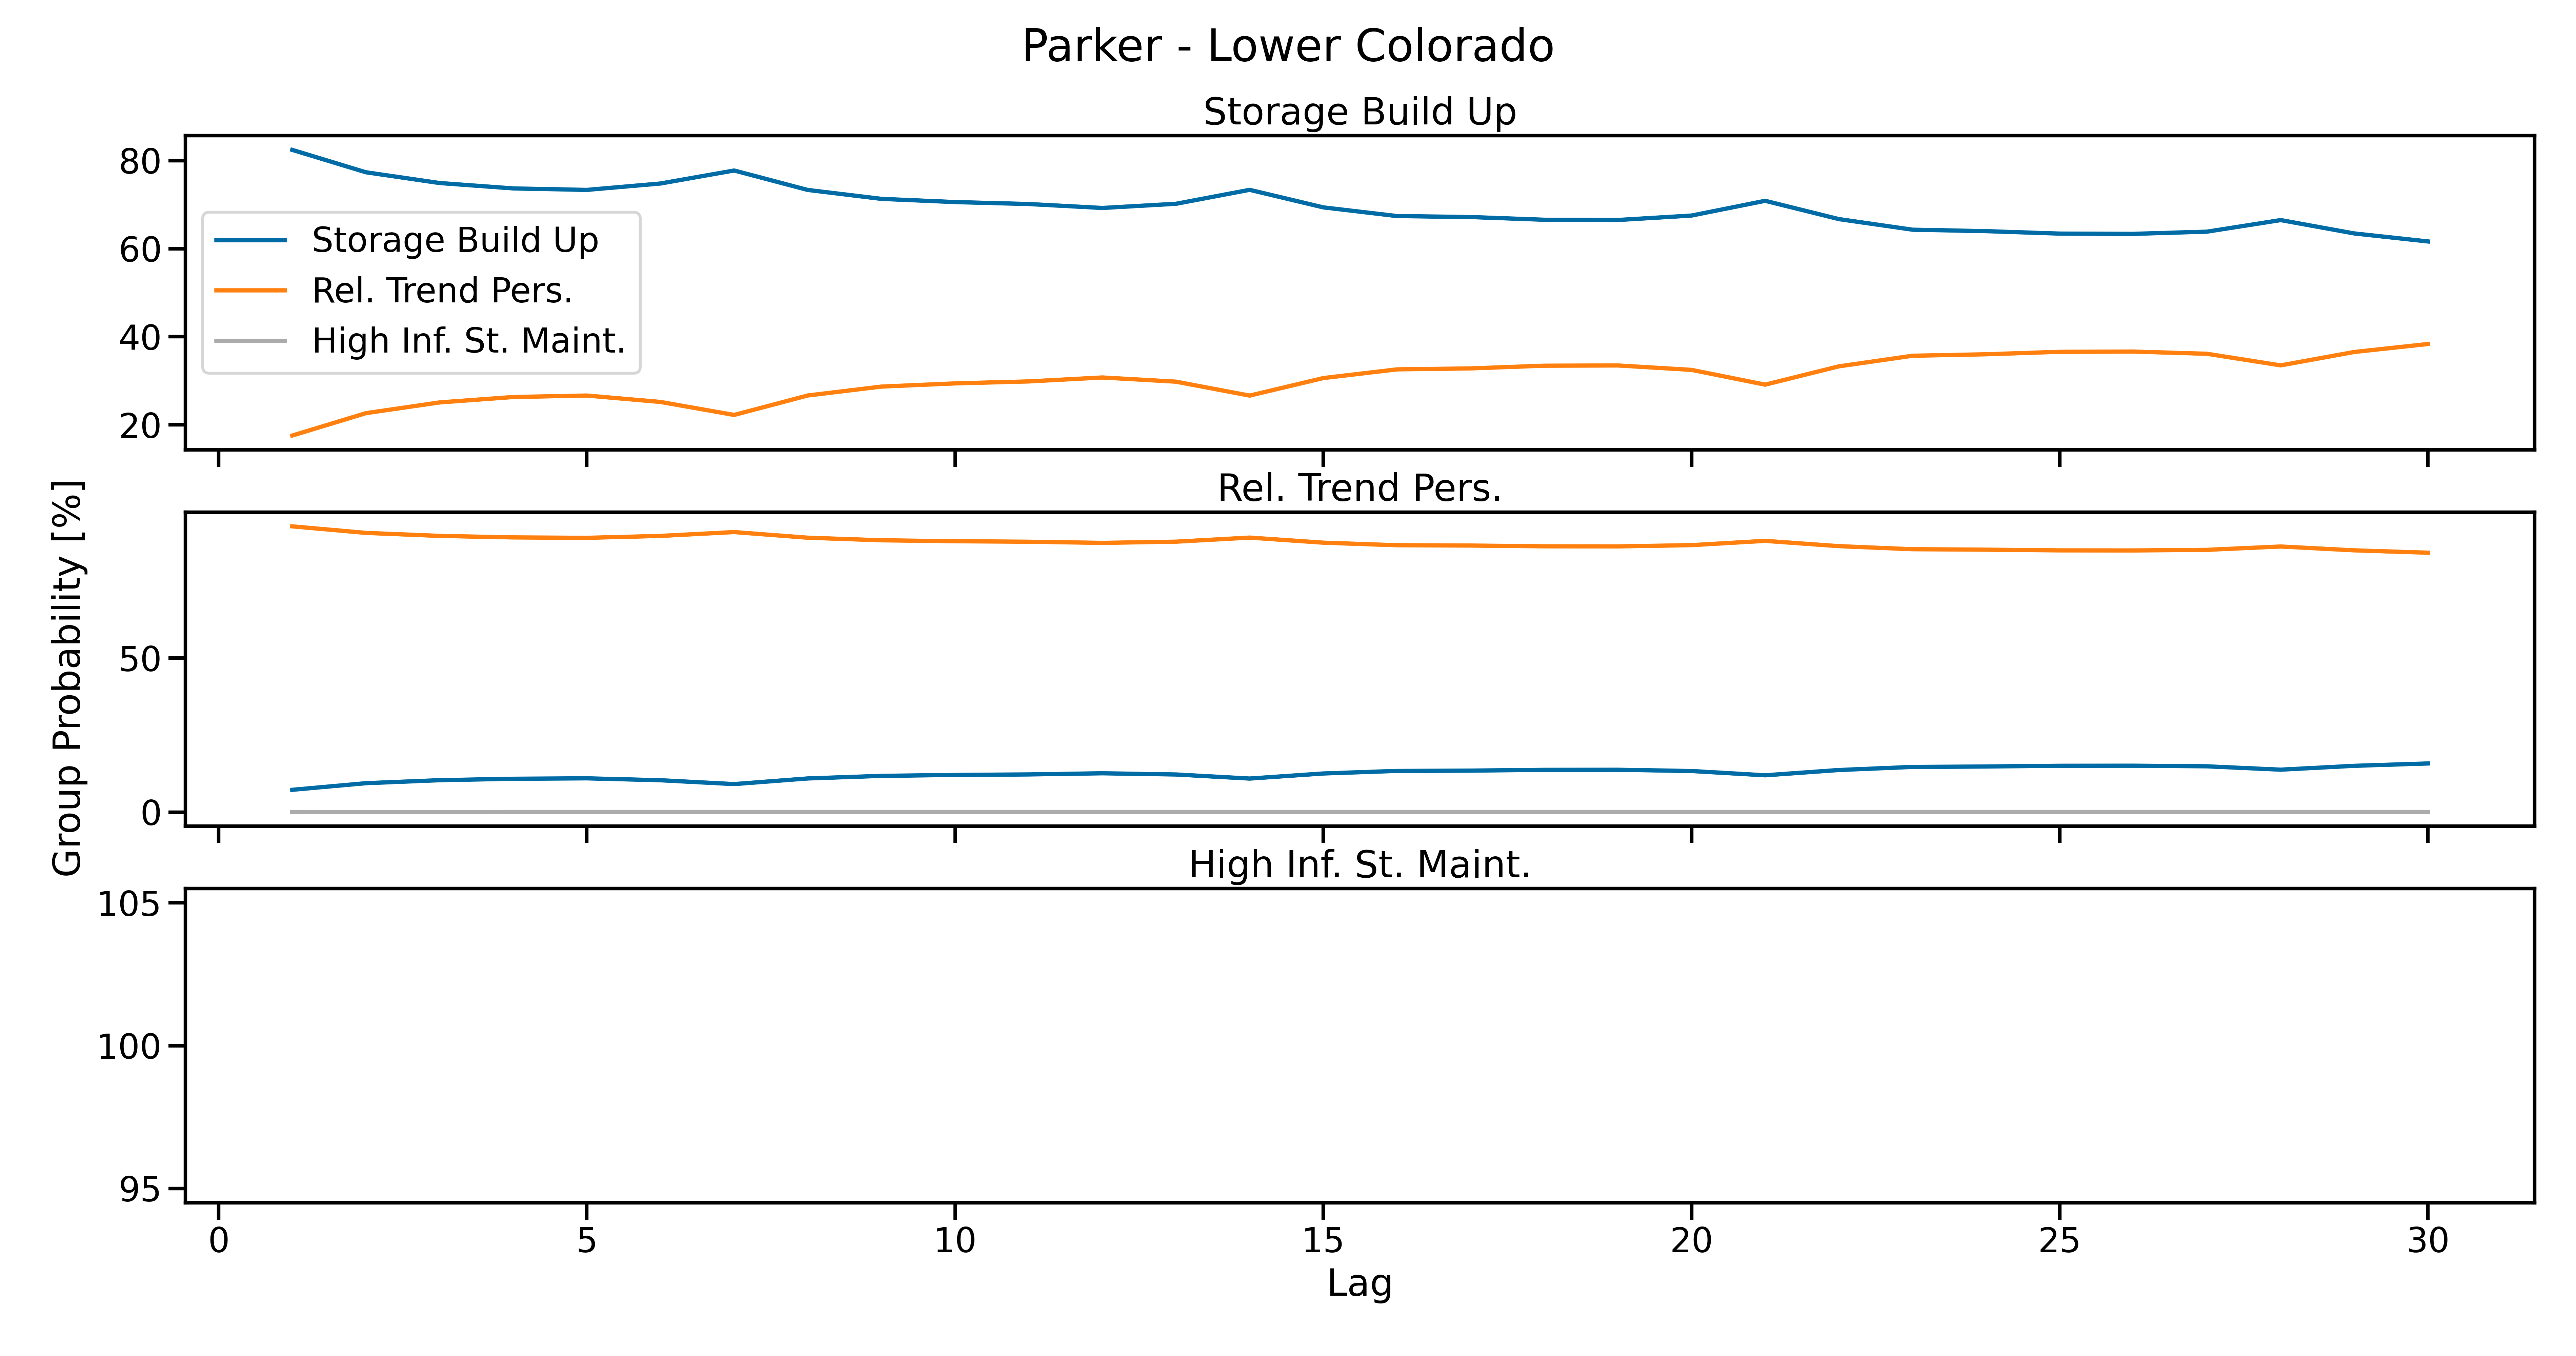 Parker - Lower Colorado
Storage Build Up
80
60
40
20
Storage Build Up
Rel. Trend Pers.
High Inf. St. Maint.
Group Probability [%]
Rel. Trend Pers.
50
0
High Inf. St. Maint.
105
100
95
0 5 10 15 20 25 30
Lag